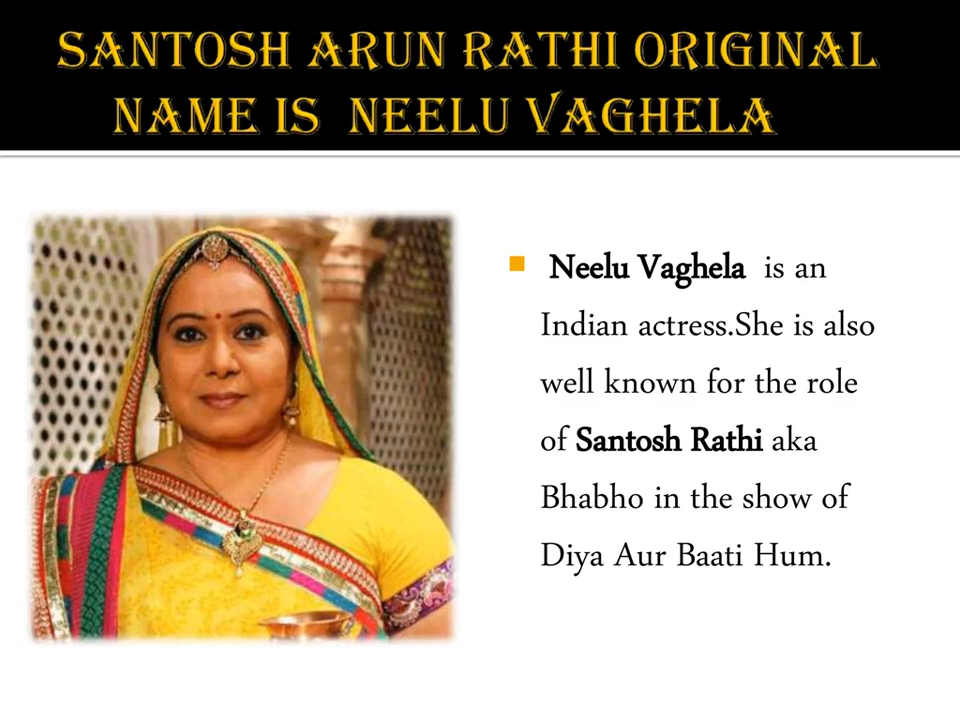 SANTOSH ARUN RATHI ORIGINAL
NAME IS NEELU VAGHELA
Neelu Vaghela is an
Indian actress.She is also
well known for the role
of Santosh Rathi aka
Bhabho in the show of
Diya Aur Baati Hum.